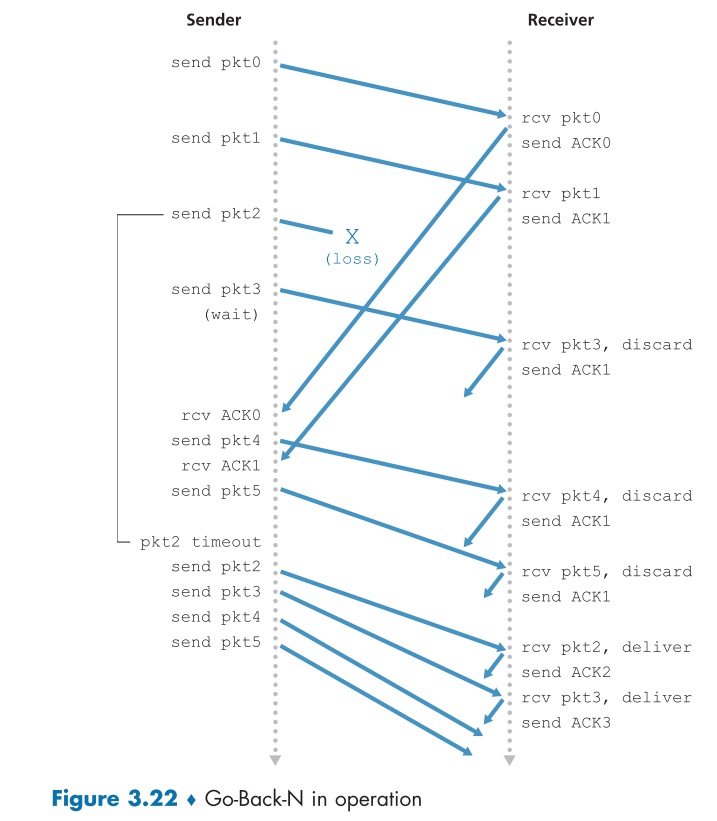 Sender
Receiver
send pkt0
rcv pkt0
send ACK0
send pkt1
rcv pkt1
send ACK1
send pkt2
X
(loss)
send pkt3
(wait)
rcv pkt3, discard
send ACK1
rcv ACK0
send pkt4
rcv ACK1
send pkt5
rcv pkt4, discard
send ACK1
pkt2 timeout
send pkt2
send pkt3
send pkt4
send pkt5
rcv pkt5, discard
send ACK1
rcv pkt2, deliver
send ACK2
rcv pkt3, deliver
send ACK3
Figure 3.22 ♦ Go-Back-N in operation